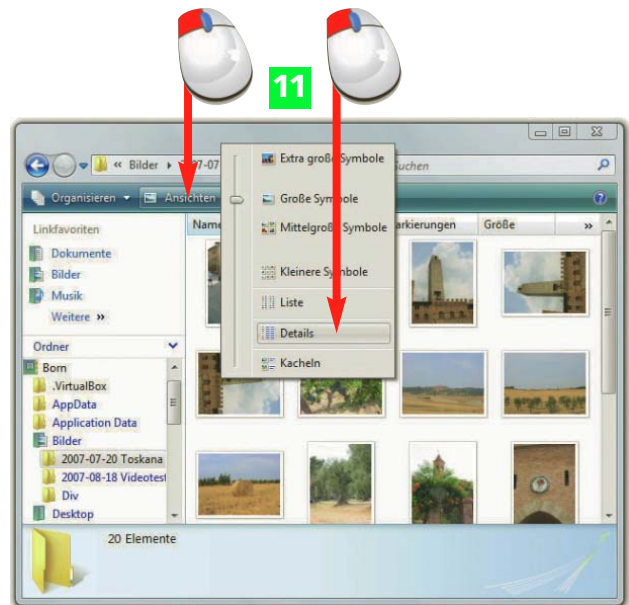 11
« Bilder ▸ 2007-07
Suchen
Organisieren
Ansichten
Extra große Symbole
Große Symbole
Mittelgroße Symbole
Kleinere Symbole
Liste
Details
Kacheln
Linkfavoriten
Dokumente
Bilder
Musik
Weitere »
Name
arkierungen
Größe
»
Ordner
Born
.VirtualBox
AppData
Application Data
Bilder
2007-07-20 Toskana
2007-08-18 Videotest
Div
Desktop
20 Elemente